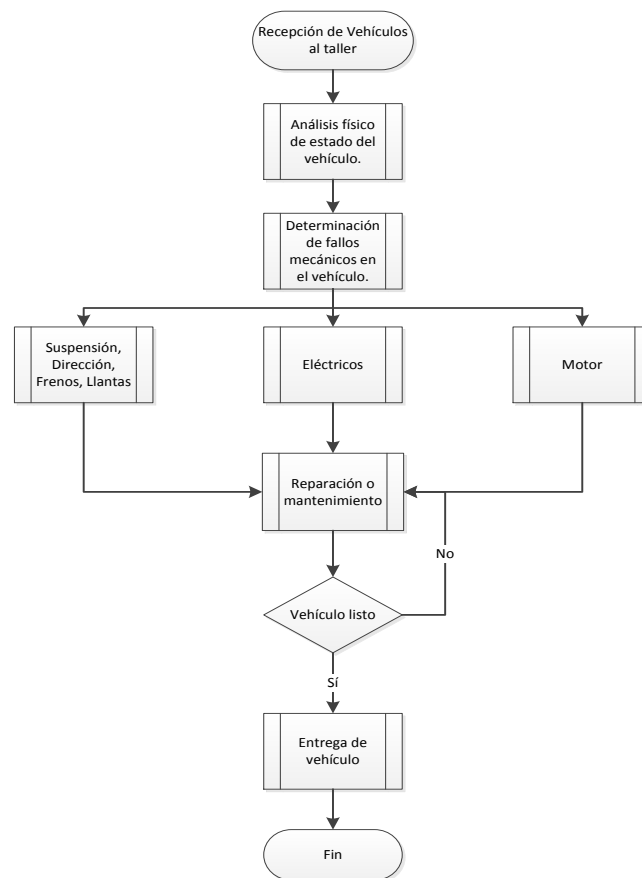 Recepción de Vehículos
al taller
Análisis físico
de estado del
vehículo.
Determinación
de fallos
mecánicos en
el vehículo.
Suspensión,
Dirección,
Frenos, Llantas
Eléctricos
Motor
Reparación o
mantenimiento
No
Vehículo listo
Sí
Entrega de
vehículo
Fin